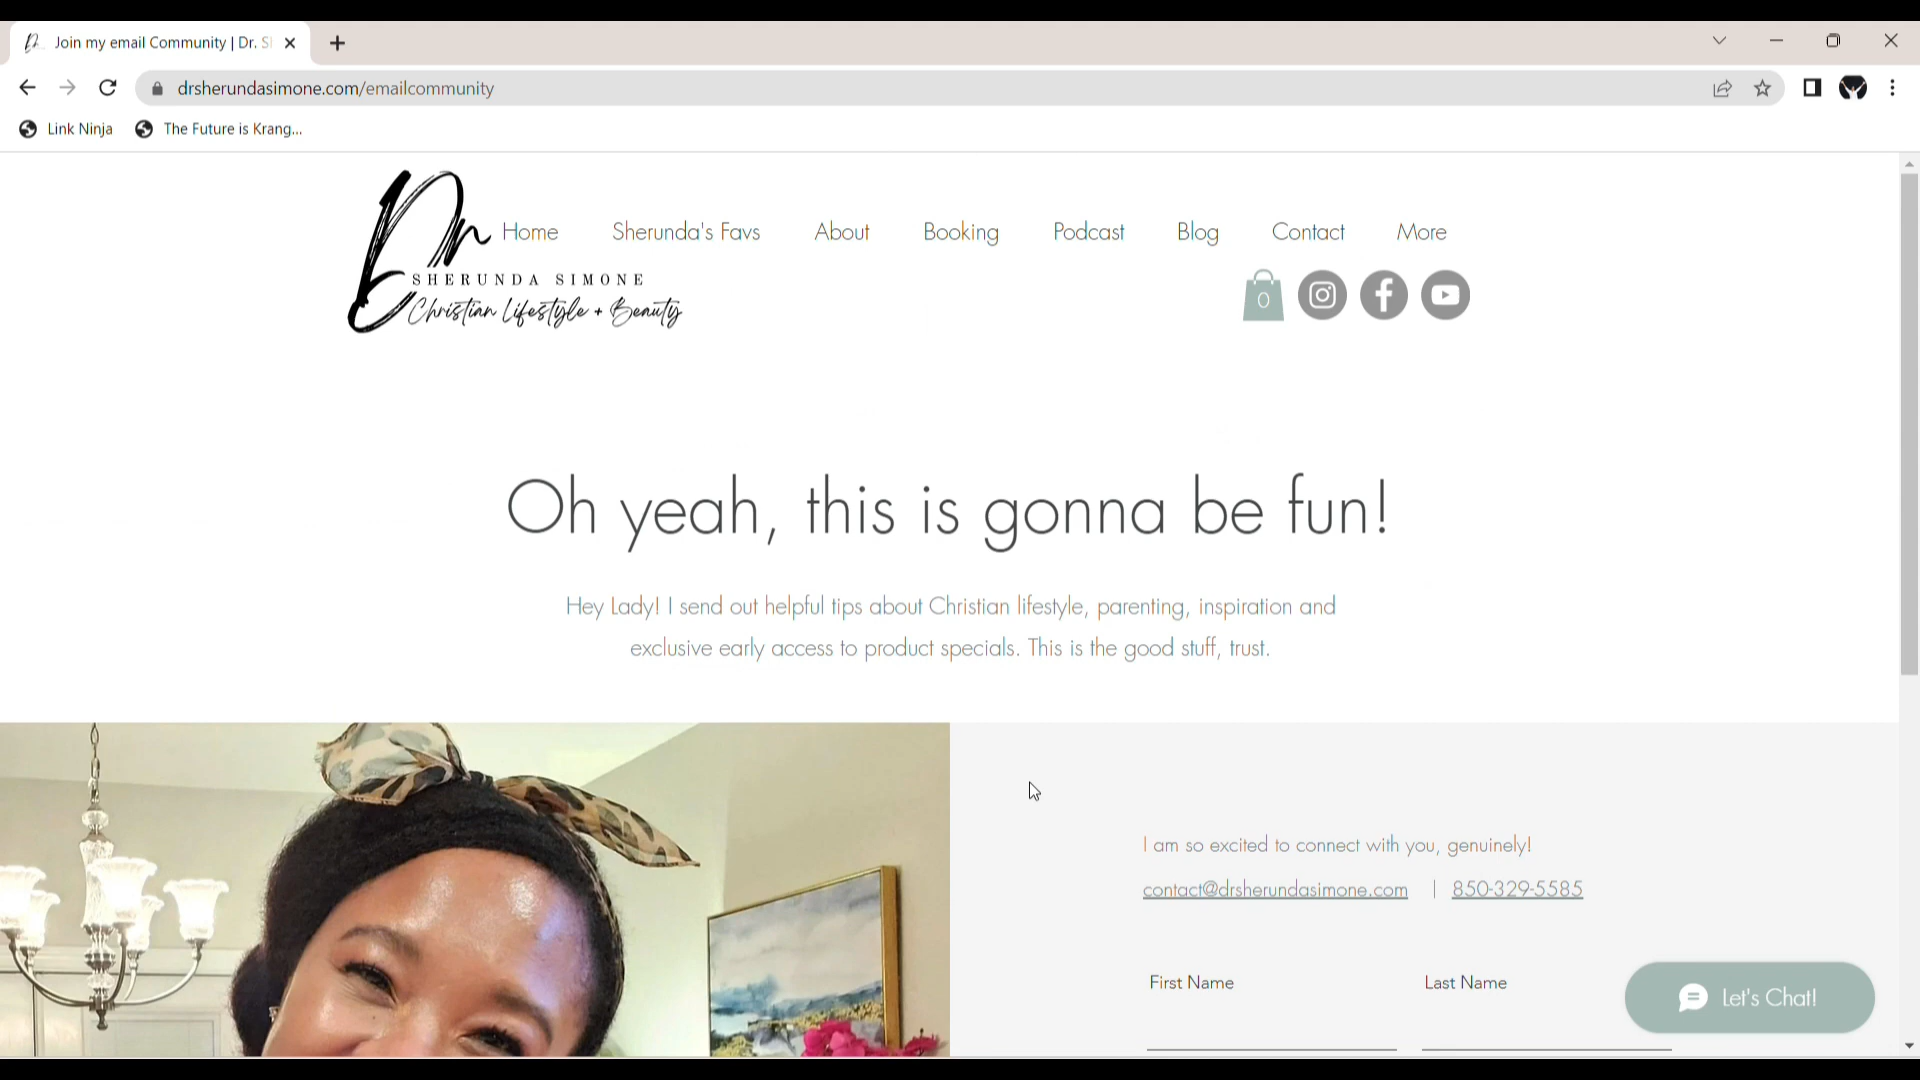 Join my email Community | Dr. S
drsherundasimone.com/emailcommunity
Link Ninja
The Future is Krang...
Dr
SHERUNDA SIMONE
Christian Lifestyle + Beauty
Home
Sherunda's Favs
About
Booking
Podcast
Blog
Contact
More
0
Oh yeah, this is gonna be fun!
Hey Lady! I send out helpful tips about Christian lifestyle, parenting, inspiration and
exclusive early access to product specials. This is the good stuff, trust.
I am so excited to connect with you, genuinely!
contact@drsherundasimone.com | 850-329-5585
First Name
Last Name
Let's Chat!